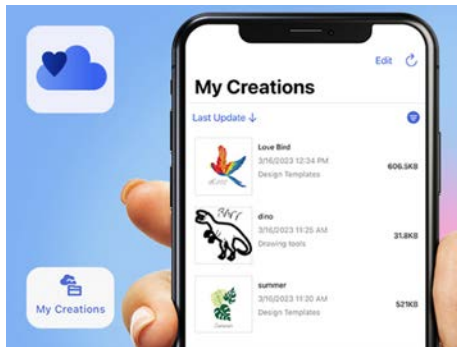 Edit
My Creations
Last Update ↓
Love Bird
3/16/2023 12:34 PM
606.5KB
Design Templates
RAFF
dino
3/16/2023 11:25 AM
31.8KB
Drawing tools
summer
3/16/2023 11:20 AM
521KB
Design Templates
Summer
My Creations